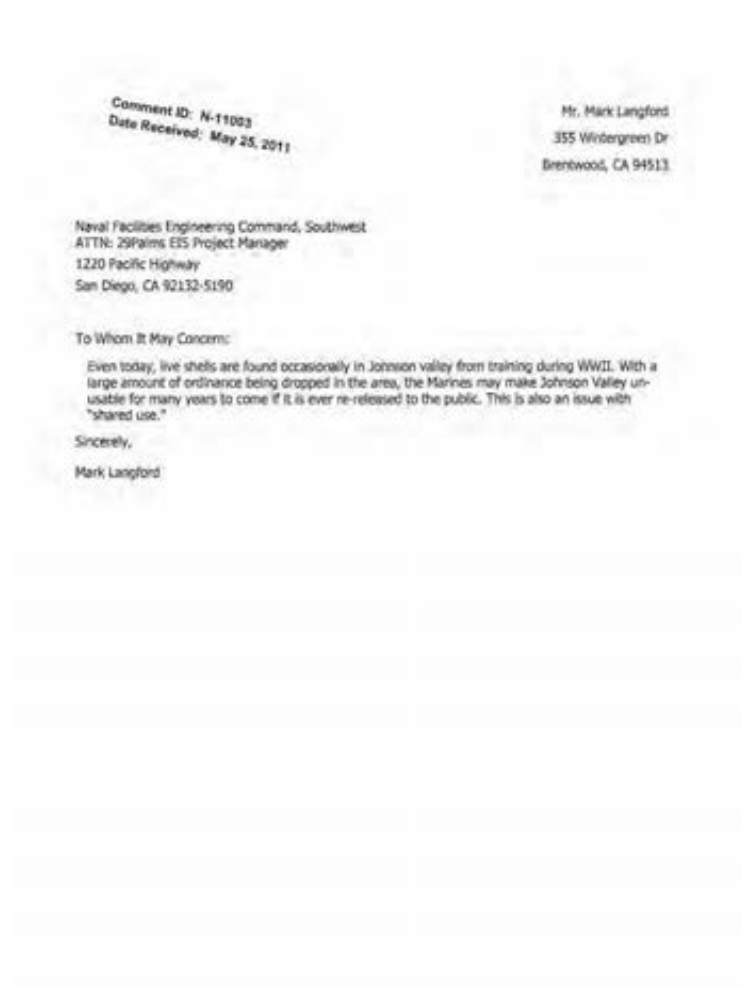 Comment ID: N-11003
Date Received: May 25, 2011
Mr. Mark Langford
355 Wintergreen Dr
Brentwood, CA 94513
Naval Facilities Engineering Command, Southwest
ATTN: 29Palms EIS Project Manager
1220 Pacific Highway
San Diego, CA 92132-5190
To Whom It May Concern:
Even today, live shells are found occasionally in Johnson valley from training during WWII. With a
large amount of ordinance being dropped in the area, the Marines may make Johnson Valley un-
usable for many years to come if it is ever re-released to the public. This is also an issue with
"shared use."
Sincerely,
Mark Langford